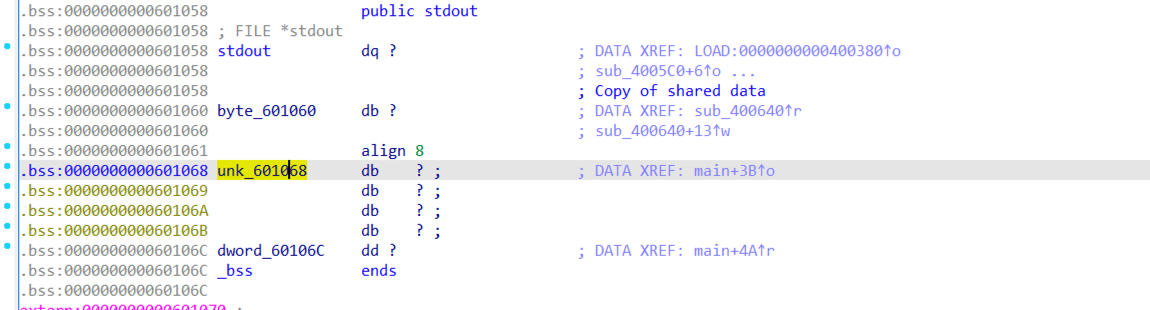 .bss:0000000000601058 public stdout
.bss:0000000000601058 ; FILE *stdout
.bss:0000000000601058 stdout dq ? ; DATA XREF: LOAD:0000000000400380↑o
.bss:0000000000601058 ; sub_4005C0+6↑o ...
.bss:0000000000601058 ; Copy of shared data
.bss:0000000000601060 byte_601060 db ? ; DATA XREF: sub_400640↑r
.bss:0000000000601060 ; sub_400640+13↑w
.bss:0000000000601061 align 8
.bss:0000000000601068 unk_601068 db ? ; ; DATA XREF: main+3B↑o
.bss:0000000000601069 db ? ;
.bss:000000000060106A db ? ;
.bss:000000000060106B db ? ;
.bss:000000000060106C dword_60106C dd ? ; DATA XREF: main+4A↑r
.bss:000000000060106C _bss ends
.bss:000000000060106C
extern:0000000000601070 ;